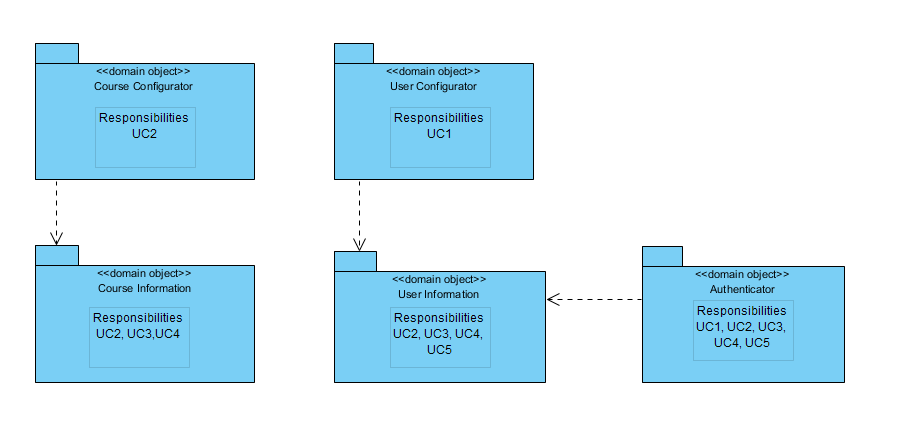 <<domain object>>
Course Configurator
Responsibilities
UC2
<<domain object>>
User Configurator
Responsibilities
UC1
<<domain object>>
Course Information
Responsibilities
UC2, UC3,UC4
<<domain object>>
User Information
Responsibilities
UC2, UC3, UC4,
UC5
<<domain object>>
Authenticator
Responsibilities
UC1, UC2, UC3,
UC4, UC5